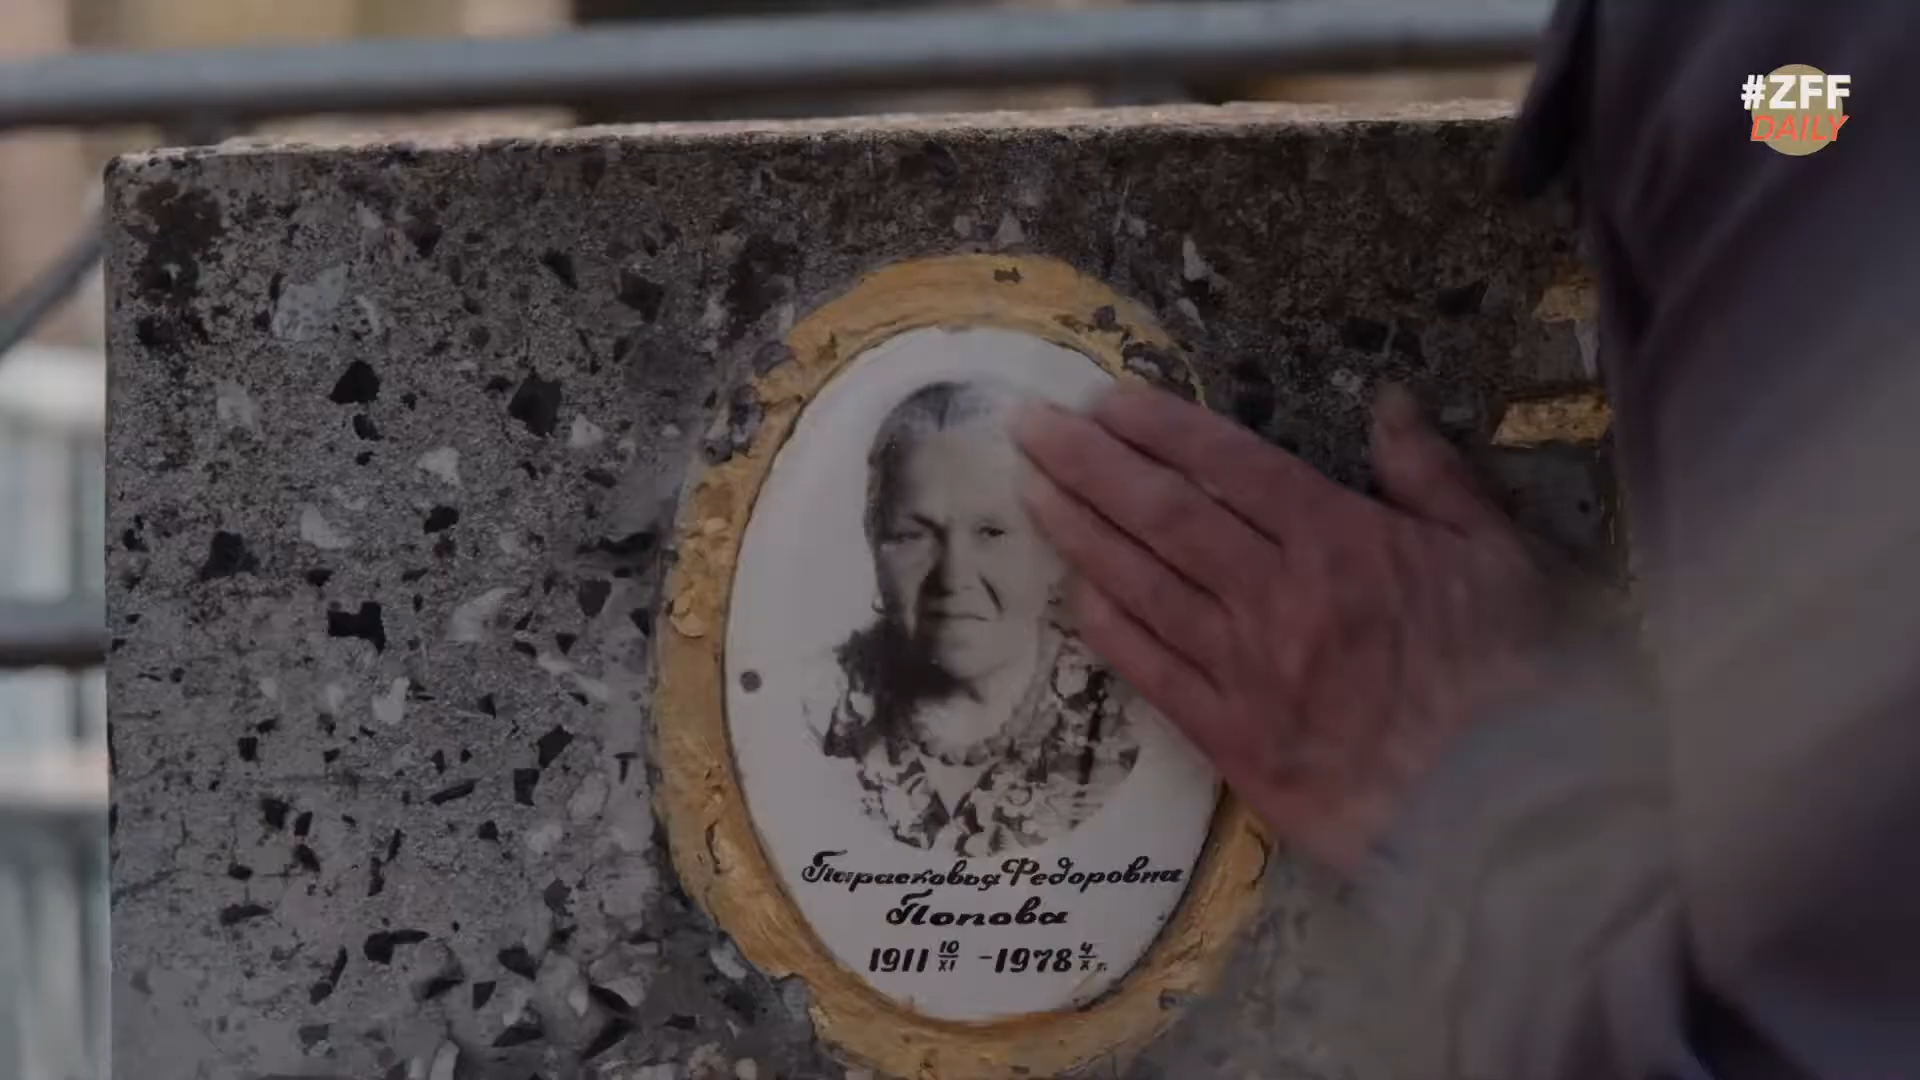 #ZFF
DAILY
Парасковья Федоровна
Попова
1911 10/XI - 1978 4/X г.